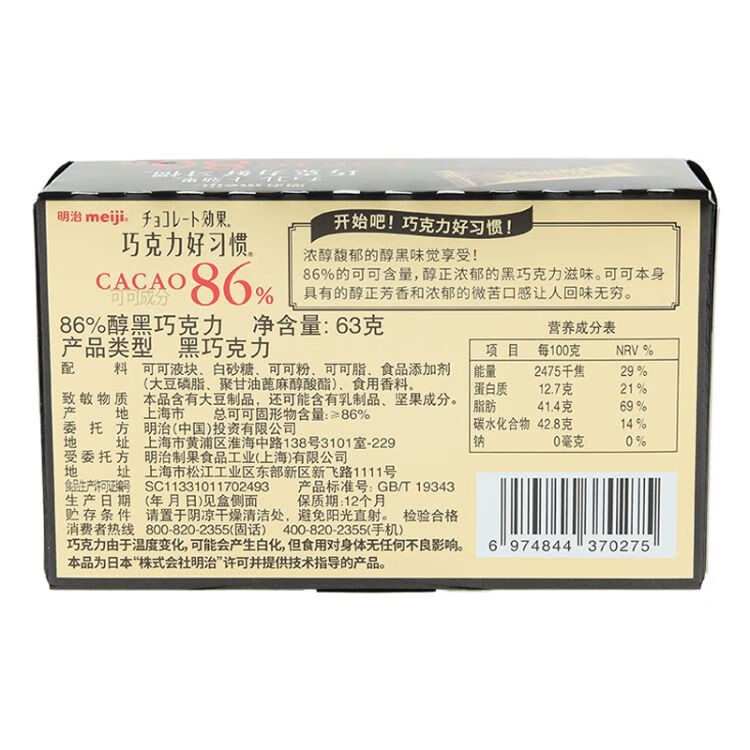 CACAO
チョコレート効果
巧克力好习惯
明治meiji
明治 meiji® チョコレート効果®
巧克力好习惯®
CACAO 86%
可可成分
开始吧！巧克力好习惯！
浓醇馥郁的醇黑味觉享受！
86%的可可含量，醇正浓郁的黑巧克力滋味。可可本身
具有的醇正芳香和浓郁的微苦口感让人回味无穷。
86%醇黑巧克力 净含量：63克
产品类型 黑巧克力
配料 可可液块、白砂糖、可可粉、可可脂、食品添加剂
（大豆磷脂、聚甘油蓖麻醇酸酯）、食用香料。
致敏物质 本品含有大豆制品，还可能含有乳制品、坚果成分。
产地 上海市 总可可固形物含量：≥86%
委托方 明治（中国）投资有限公司
地址 上海市黄浦区淮海中路138号3101室-229
受委托方 明治制果食品工业（上海）有限公司
地址 上海市松江工业区东部新区新飞路1111号
食品生产许可证编号 SC11331011702493 产品标准号：GB/T 19343
生产日期 （年月日）见盒侧面 保质期：12个月
贮存条件 请置于阴凉干燥清洁处，避免阳光直射。 检验合格
消费者热线 800-820-2355(固话) 400-820-2355(手机)
巧克力由于温度变化，可能会产生白化，但食用对身体无任何不良影响。
本品为日本“株式会社明治”许可并提供技术指导的产品。
营养成分表
项目 每100克 NRV %
能量 2475千焦 29 %
蛋白质 12.7克 21 %
脂肪 41.4克 69 %
碳水化合物 42.8克 14 %
钠 0毫克 0 %
6 974844 370275